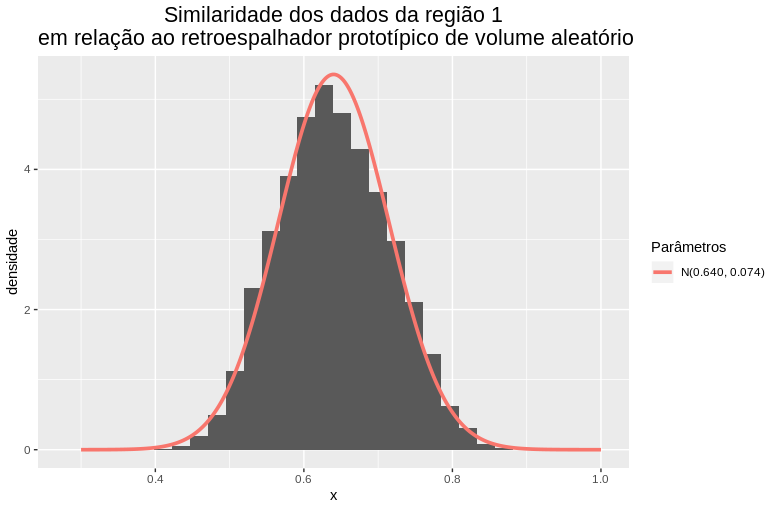 Similaridade dos dados da região 1
em relação ao retroespalhador prototípico de volume aleatório
densidade
4
2
0
0.4
0.6
0.8
1.0
x
Parâmetros
N(0.640, 0.074)